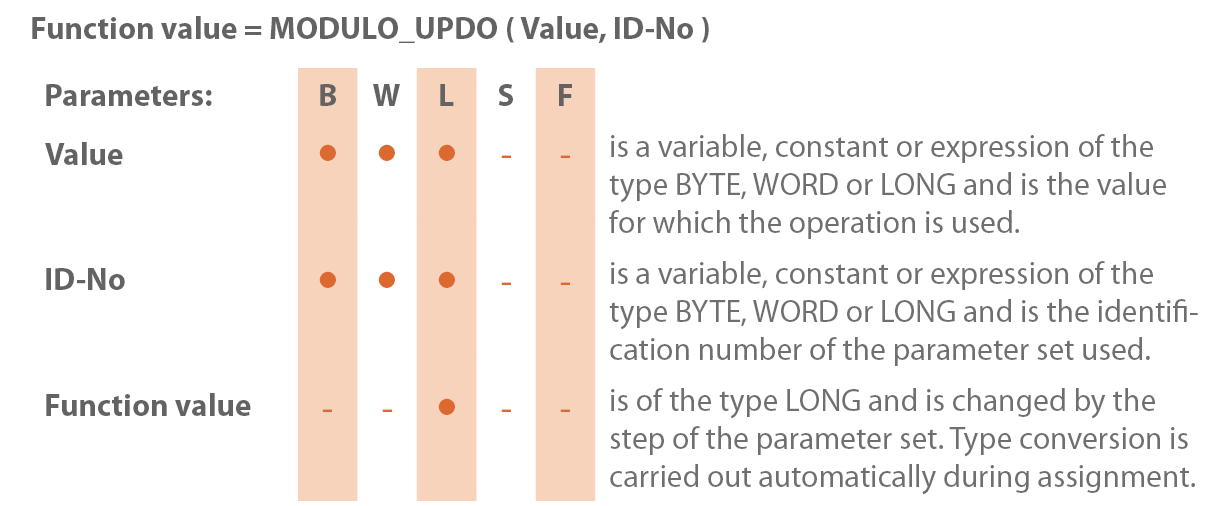 Function value = MODULO_UPDO ( Value, ID-No )
Parameters: B W L S F
Value ● ● ● - - is a variable, constant or expression of the
type BYTE, WORD or LONG and is the value
for which the operation is used.
ID-No ● ● ● - - is a variable, constant or expression of the
type BYTE, WORD or LONG and is the identifi-
cation number of the parameter set used.
Function value - - ● - - is of the type LONG and is changed by the
step of the parameter set. Type conversion is
carried out automatically during assignment.